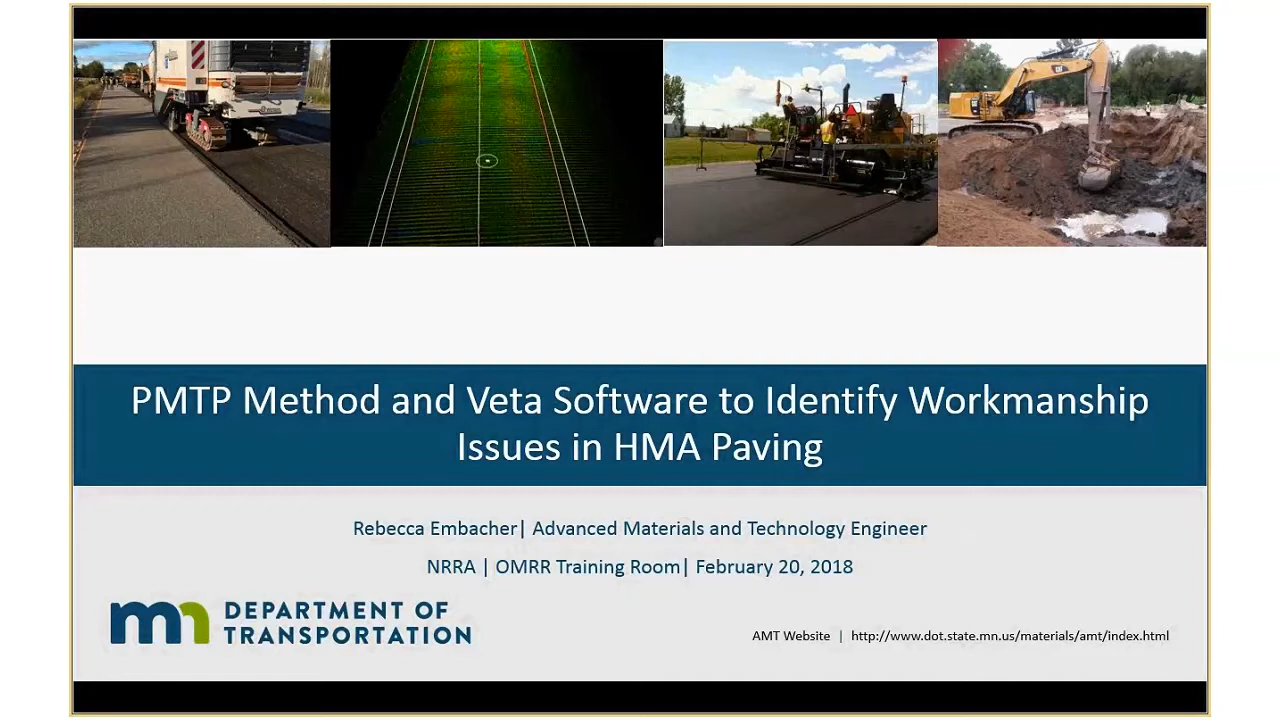 PMTP Method and Veta Software to Identify Workmanship
Issues in HMA Paving
Rebecca Embacher| Advanced Materials and Technology Engineer
NRRA | OMRR Training Room| February 20, 2018
mn DEPARTMENT OF
TRANSPORTATION
AMT Website | http://www.dot.state.mn.us/materials/amt/index.html